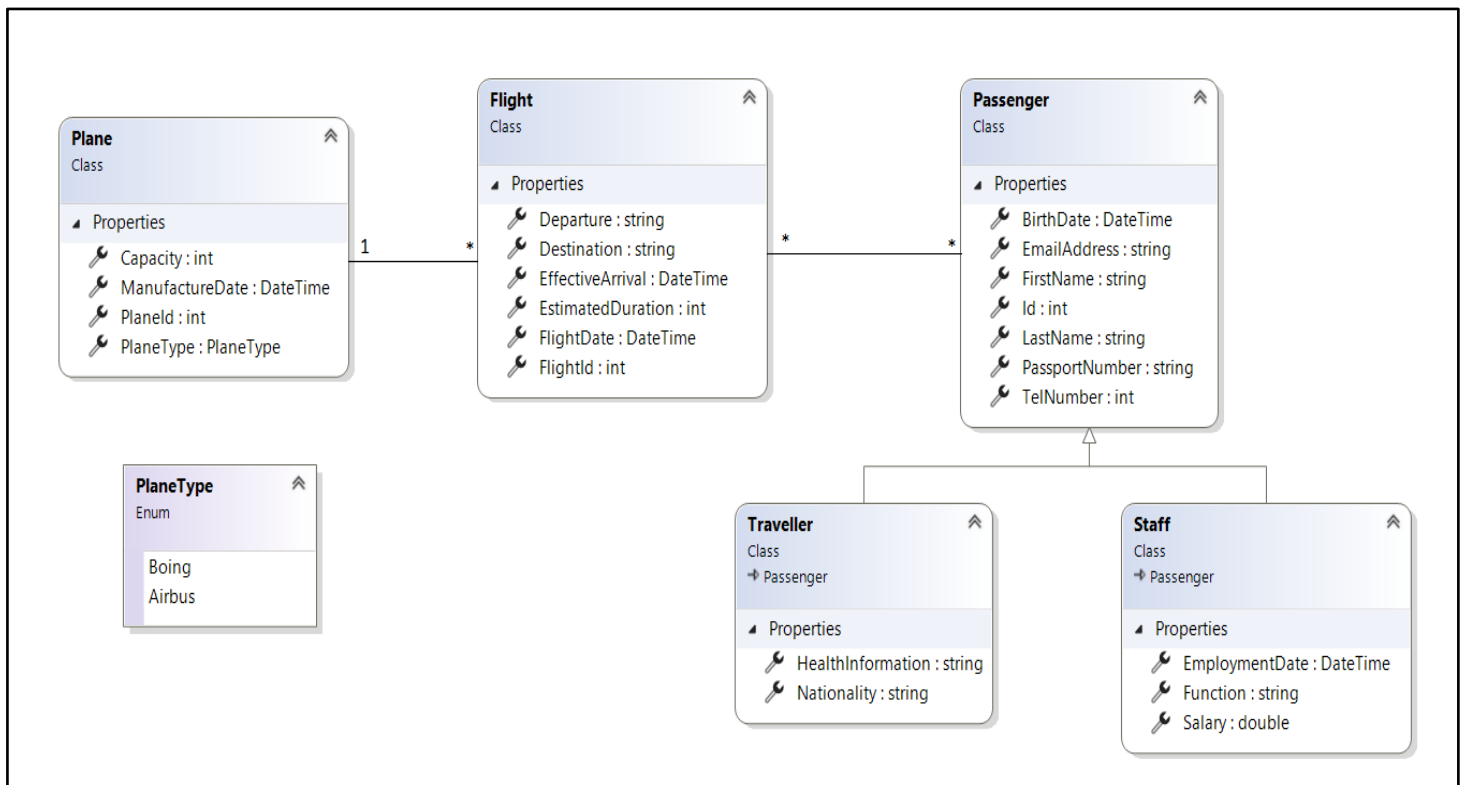 Plane
Class
Properties
Capacity : int
ManufactureDate : DateTime
PlaneId : int
PlaneType : PlaneType
1
*
Flight
Class
Properties
Departure : string
Destination : string
EffectiveArrival : DateTime
EstimatedDuration : int
FlightDate : DateTime
FlightId : int
*
*
Passenger
Class
Properties
BirthDate : DateTime
EmailAddress : string
FirstName : string
Id : int
LastName : string
PassportNumber : string
TelNumber : int
PlaneType
Enum
Boing
Airbus
Traveller
Class
Passenger
Properties
HealthInformation : string
Nationality : string
Staff
Class
Passenger
Properties
EmploymentDate : DateTime
Function : string
Salary : double